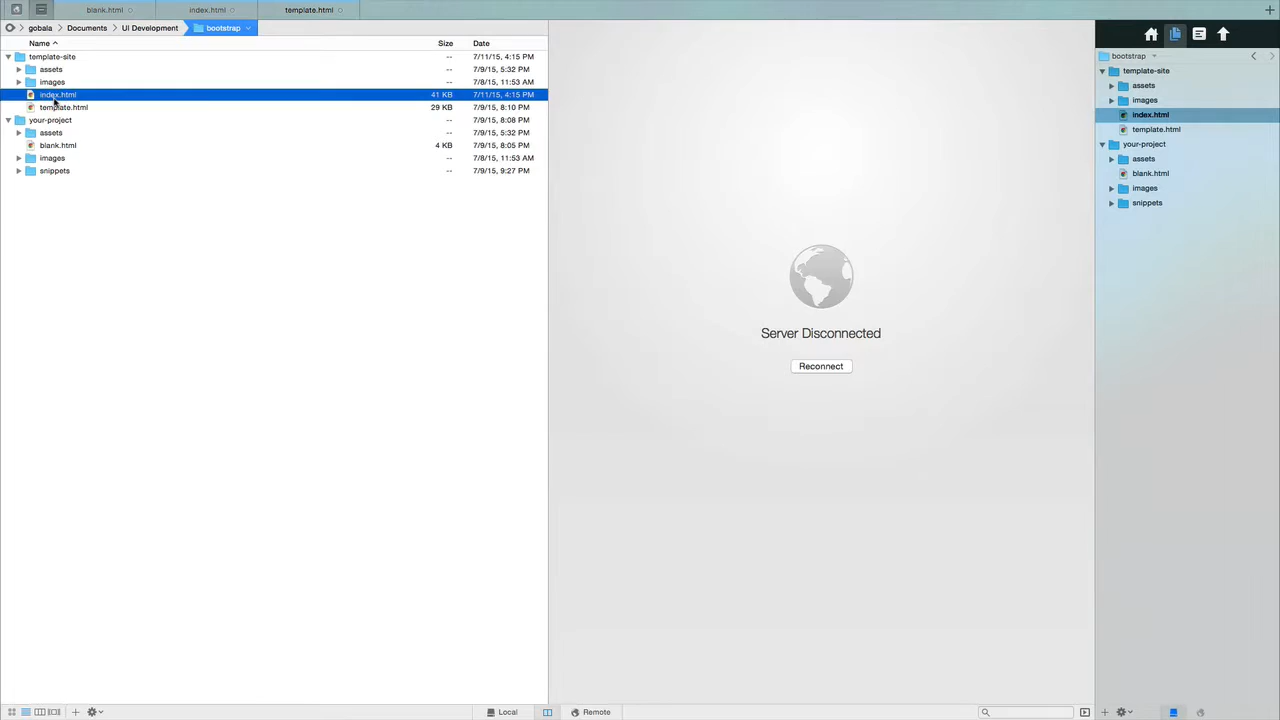 blank.html
index.html
template.html
gobala Documents UI Development bootstrap
Name Size Date
template-site -- 7/11/15, 4:15 PM
assets -- 7/9/15, 5:32 PM
images -- 7/8/15, 11:53 AM
index.html 41 KB 7/11/15, 4:15 PM
template.html 29 KB 7/9/15, 8:10 PM
your-project -- 7/9/15, 8:08 PM
assets -- 7/9/15, 5:32 PM
blank.html 4 KB 7/9/15, 8:05 PM
images -- 7/8/15, 11:53 AM
snippets -- 7/9/15, 9:27 PM
Server Disconnected
Reconnect
bootstrap
template-site
assets
images
index.html
template.html
your-project
assets
blank.html
images
snippets
Local
Remote